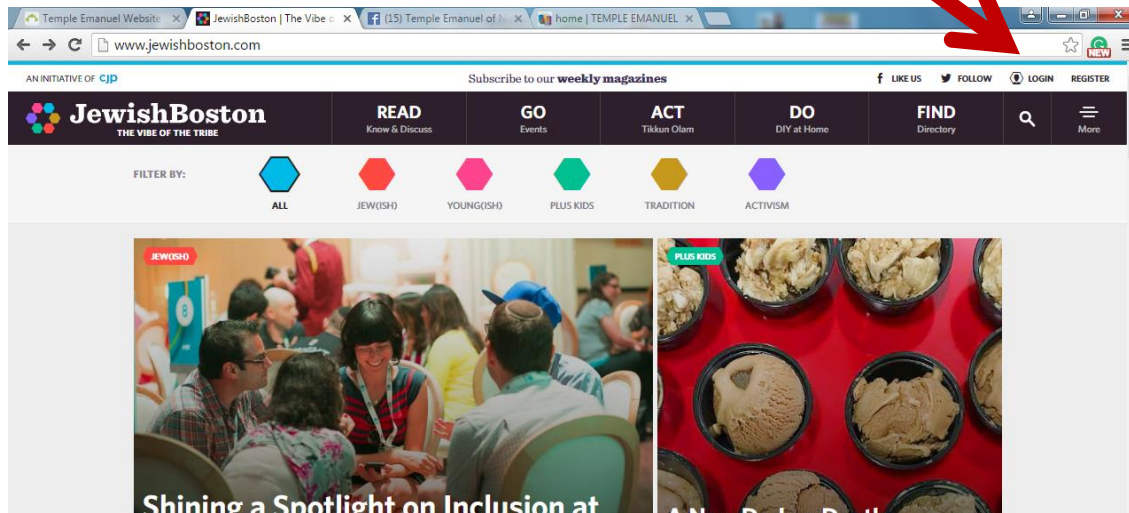 Temple Emanuel Website
JewishBoston | The Vibe o
(15) Temple Emanuel of
home | TEMPLE EMANUEL
www.jewishboston.com
NEW
AN INITIATIVE OF CJP
Subscribe to our weekly magazines
LIKE US FOLLOW LOGIN REGISTER
JewishBoston
THE VIBE OF THE TRIBE
READ
Know & Discuss
GO
Events
ACT
Tikkun Olam
DO
DIY at Home
FIND
Directory
More
FILTER BY:
ALL JEW(ISH) YOUNG(ISH) PLUS KIDS TRADITION ACTIVISM
JEW(ISH)
PLUS KIDS
8
Shining a Spotlight on Inclusion at
A New